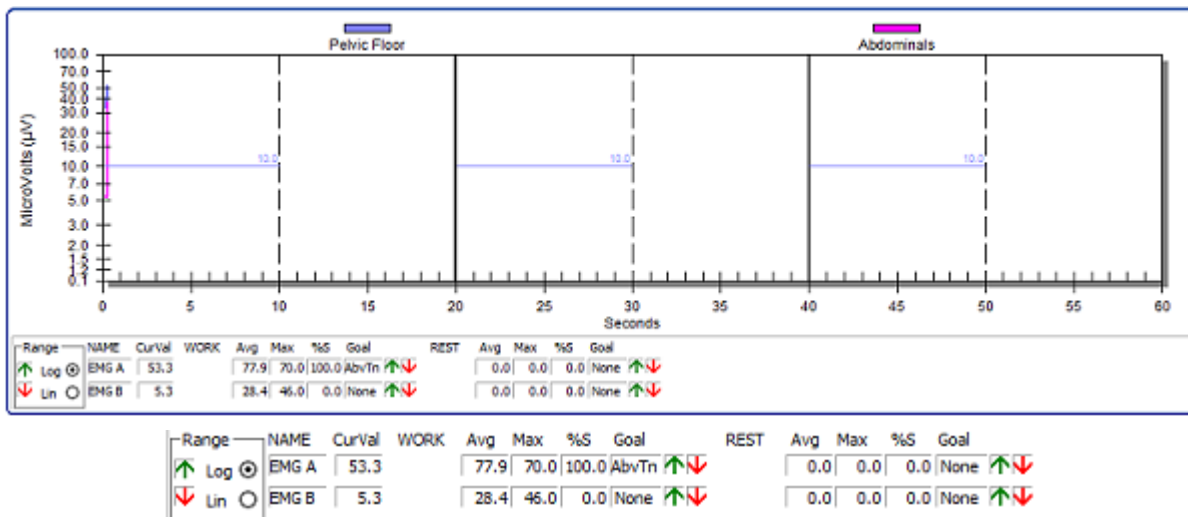 Pelvic Floor Abdominals
100.0
70.0
50.0
40.0
30.0
20.0
15.0
10.0
7.0
5.0
3.0
2.0
1.5
0.1
MicroVolts (µV)
10.0 10.0 10.0
0 5 10 15 20 25 30 35 40 45 50 55 60
Seconds
Range NAME CurVal WORK Avg Max %S Goal REST Avg Max %S Goal
Log EMG A 53.3 77.9 70.0 100.0 AbvTn 0.0 0.0 0.0 None
Lin EMG B 5.3 28.4 46.0 0.0 None 0.0 0.0 0.0 None
Range NAME CurVal WORK Avg Max %S Goal REST Avg Max %S Goal
Log EMG A 53.3 77.9 70.0 100.0 AbvTn 0.0 0.0 0.0 None
Lin EMG B 5.3 28.4 46.0 0.0 None 0.0 0.0 0.0 None